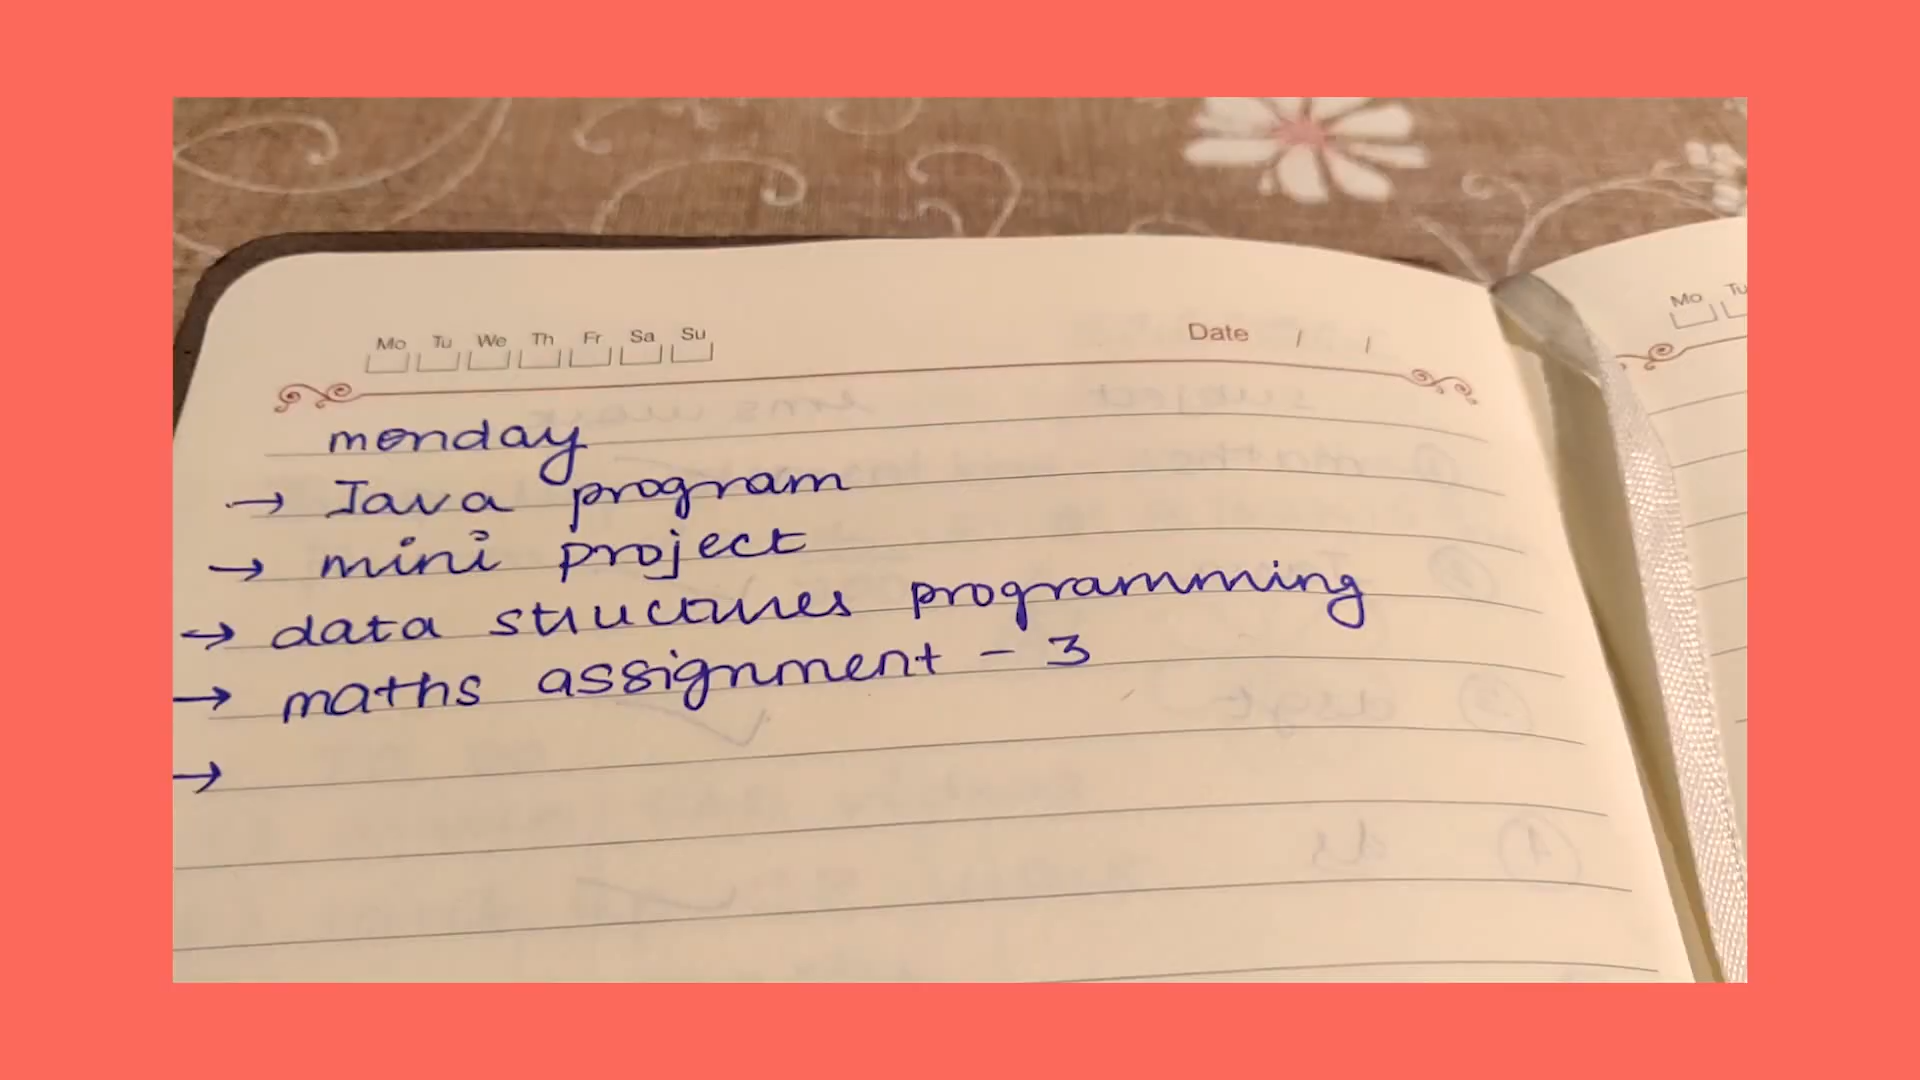 Mo Tu We Th Fr Sa Su
Date / /
Mo Tu
monday
→ Java program
→ mini project
→ data structures programming
→ maths assignment - 3
→